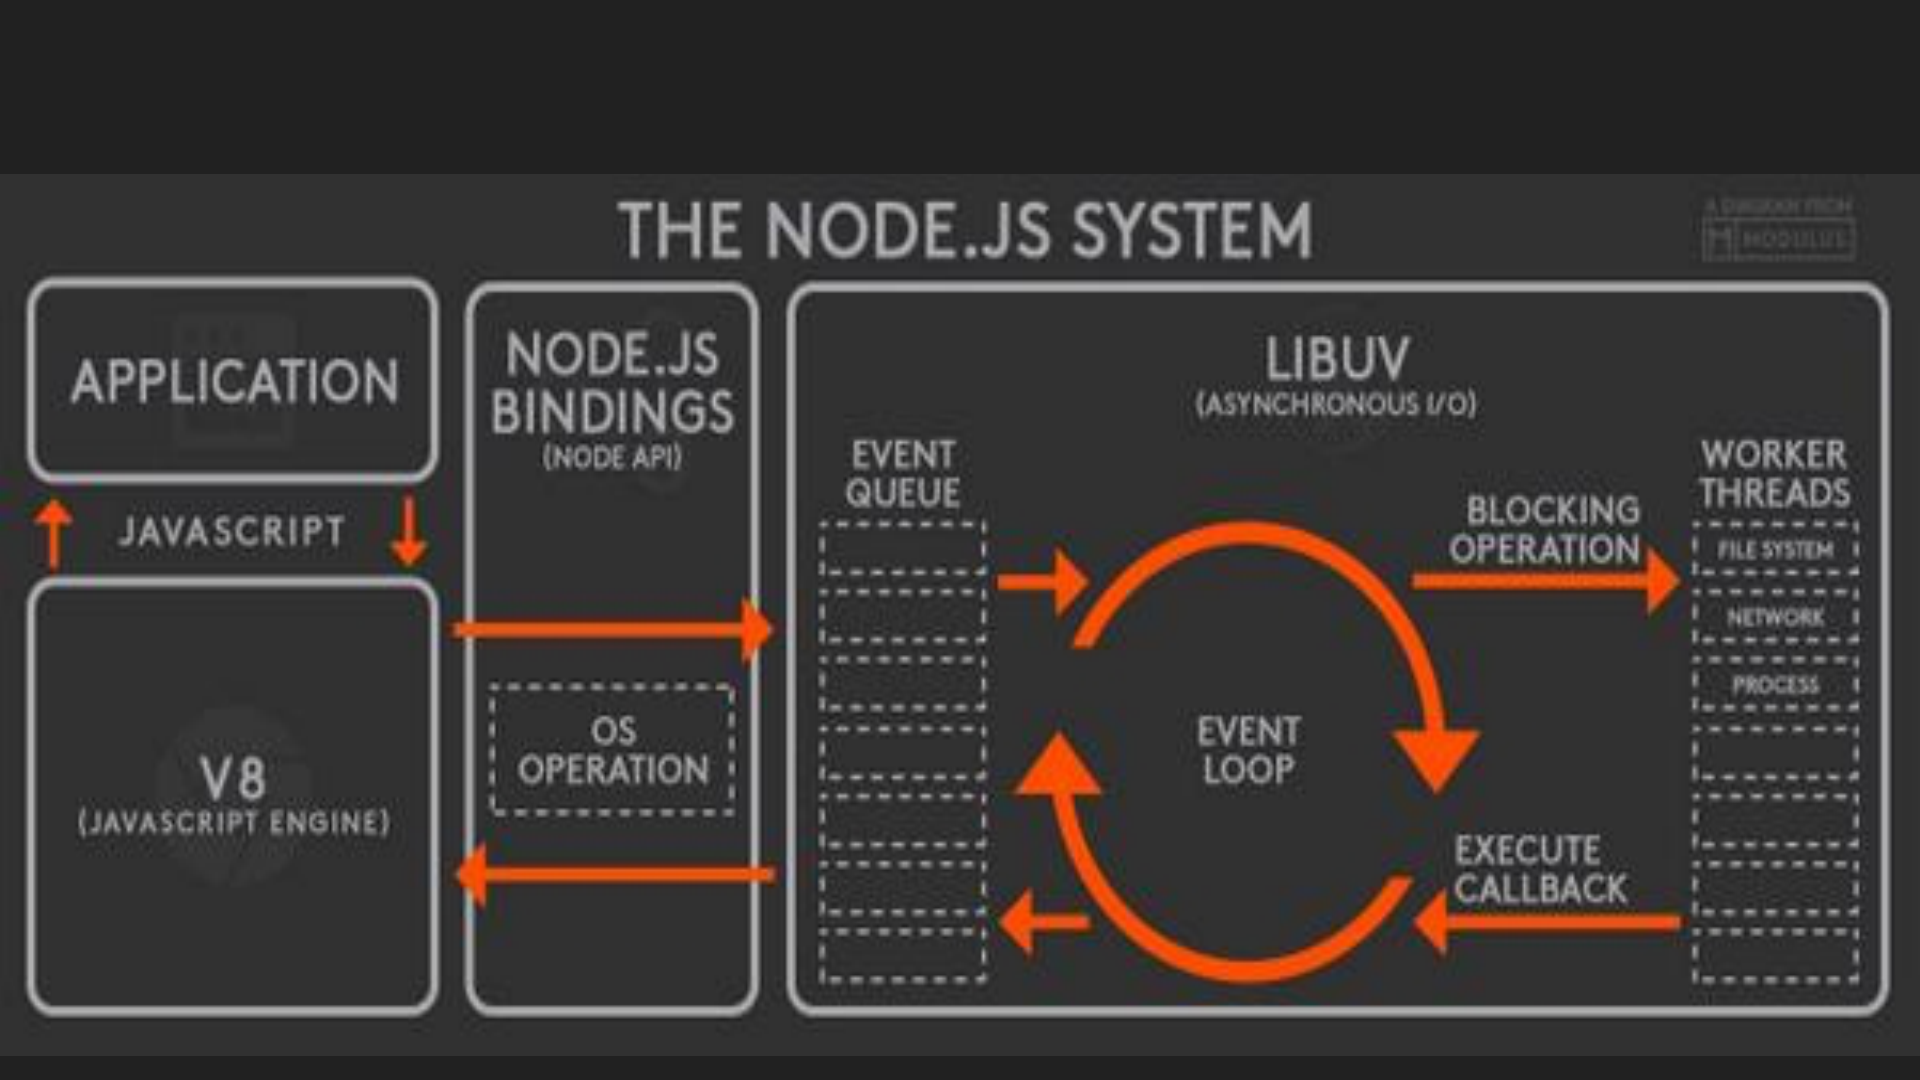 THE NODE.JS SYSTEM
A DIAGRAM FROM
M MODULUS
APPLICATION
JAVASCRIPT
V8
(JAVASCRIPT ENGINE)
NODE.JS
BINDINGS
(NODE API)
OS
OPERATION
LIBUV
(ASYNCHRONOUS I/O)
EVENT
QUEUE
EVENT
LOOP
BLOCKING
OPERATION
EXECUTE
CALLBACK
WORKER
THREADS
FILE SYSTEM
NETWORK
PROCESS